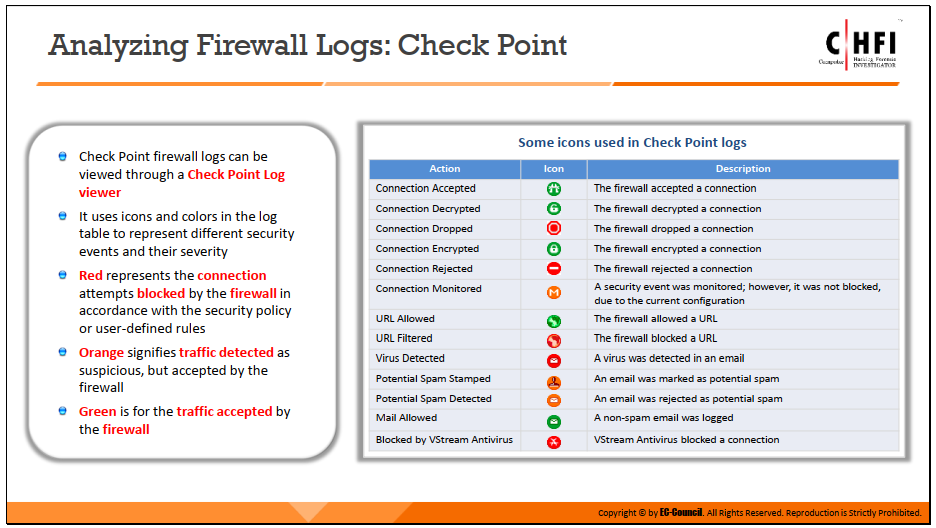 Analyzing Firewall Logs: Check Point
CHFI
Computer
Hacking Forensic
INVESTIGATOR
Check Point firewall logs can be
viewed through a Check Point Log
viewer
It uses icons and colors in the log
table to represent different security
events and their severity
Red represents the connection
attempts blocked by the firewall in
accordance with the security policy
or user-defined rules
Orange signifies traffic detected as
suspicious, but accepted by the
firewall
Green is for the traffic accepted by
the firewall
Some icons used in Check Point logs
Action Icon Description
Connection Accepted The firewall accepted a connection
Connection Decrypted The firewall decrypted a connection
Connection Dropped The firewall dropped a connection
Connection Encrypted The firewall encrypted a connection
Connection Rejected The firewall rejected a connection
Connection Monitored M A security event was monitored; however, it was not blocked,
due to the current configuration
URL Allowed The firewall allowed a URL
URL Filtered The firewall blocked a URL
Virus Detected A virus was detected in an email
Potential Spam Stamped An email was marked as potential spam
Potential Spam Detected An email was rejected as potential spam
Mail Allowed A non-spam email was logged
Blocked by VStream Antivirus VStream Antivirus blocked a connection
Copyright © by EC-Council. All Rights Reserved. Reproduction is Strictly Prohibited.